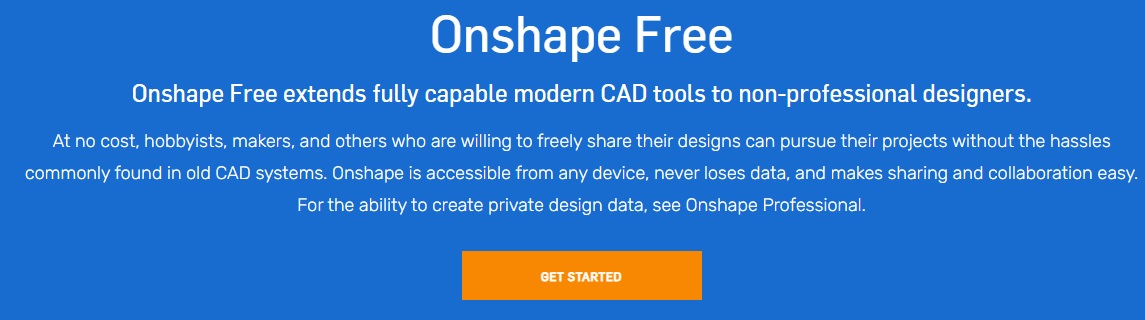 Onshape Free
Onshape Free extends fully capable modern CAD tools to non-professional designers.
At no cost, hobbyists, makers, and others who are willing to freely share their designs can pursue their projects without the hassles
commonly found in old CAD systems. Onshape is accessible from any device, never loses data, and makes sharing and collaboration easy.
For the ability to create private design data, see Onshape Professional.
GET STARTED